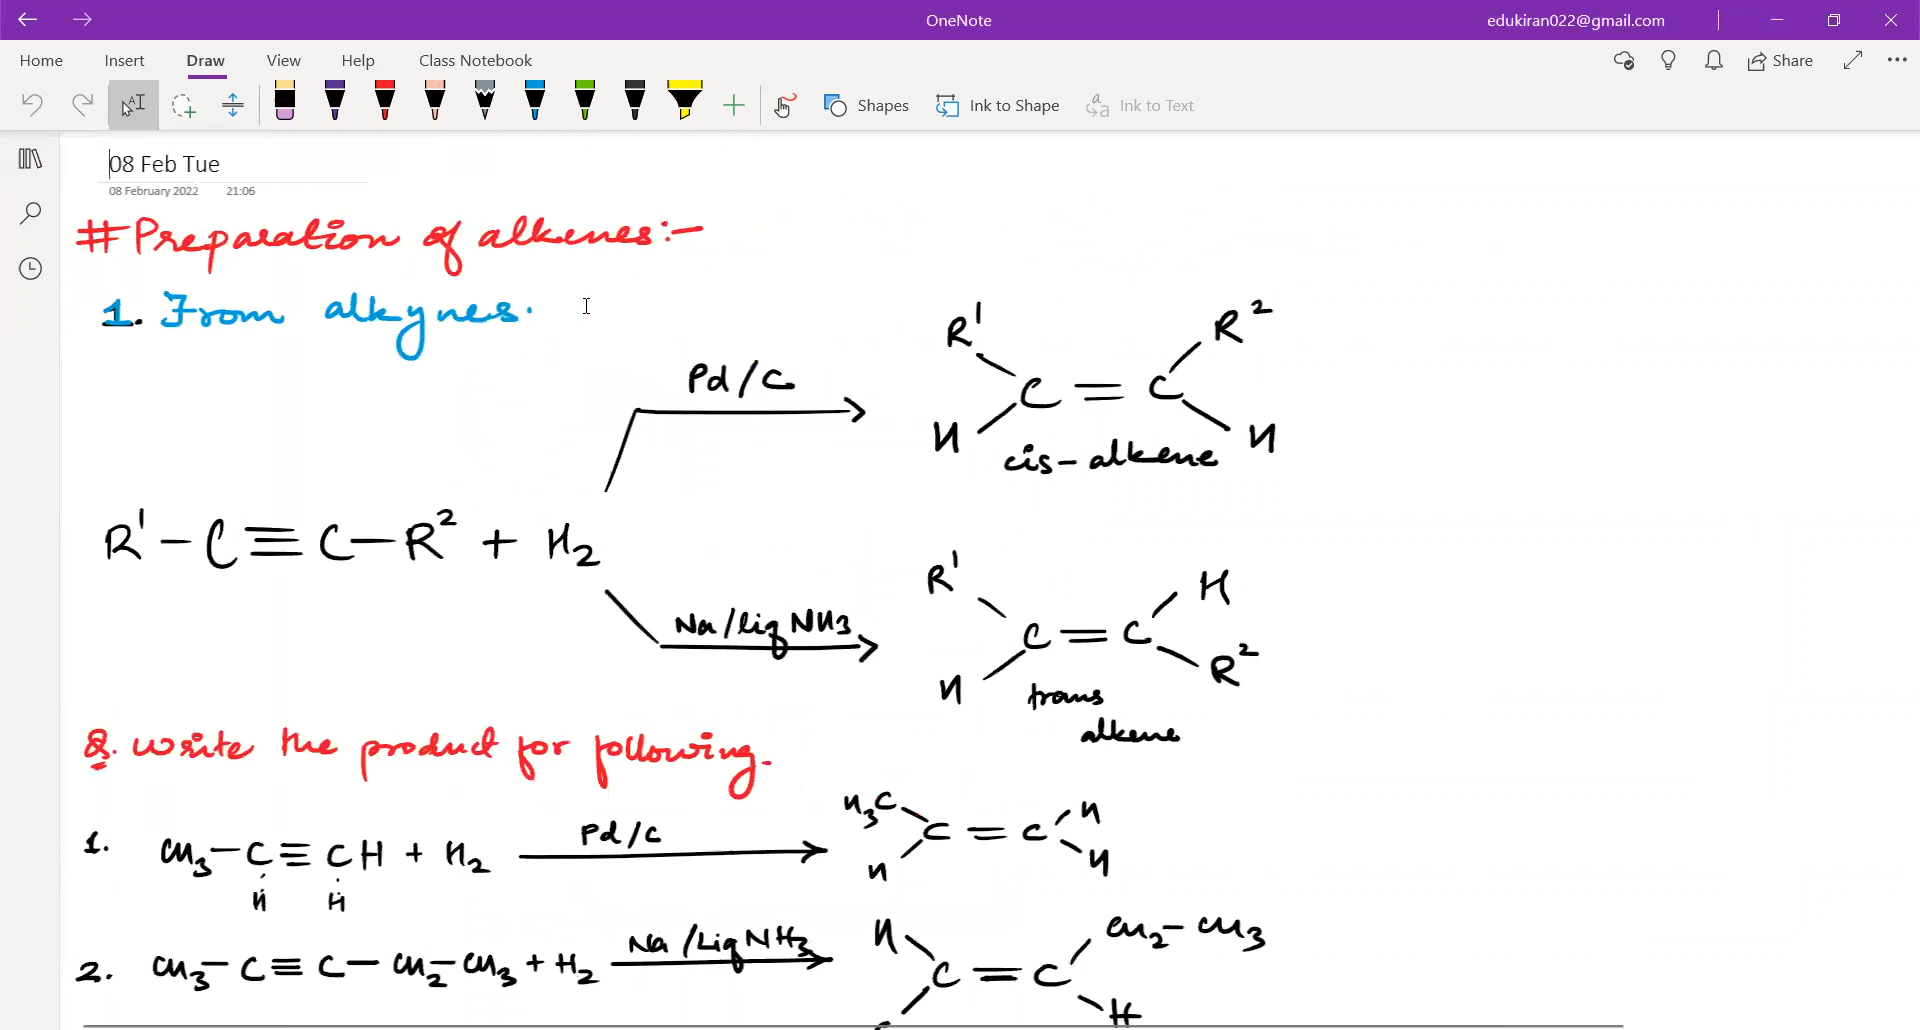 OneNote
edukiran022@gmail.com
Home Insert Draw View Help Class Notebook
Share
Shapes Ink to Shape Ink to Text
08 Feb Tue
08 February 2022 21:06
# Preparation of alkenes:-
1. From alkynes.
Pd/C
R¹ R²
C = C
H H
cis-alkene
R¹-C≡C-R² + H₂
Na/liq NH₃
R¹ H
C = C
H R²
trans
alkene
Q. Write the product for following.
1. CH₃-C≡CH + H₂ Pd/C
H H
H₃C H
C = C
H H
2. CH₃-C≡C-CH₂-CH₃ + H₂ Na/Liq NH₃
H CH₂-CH₃
C = C
H